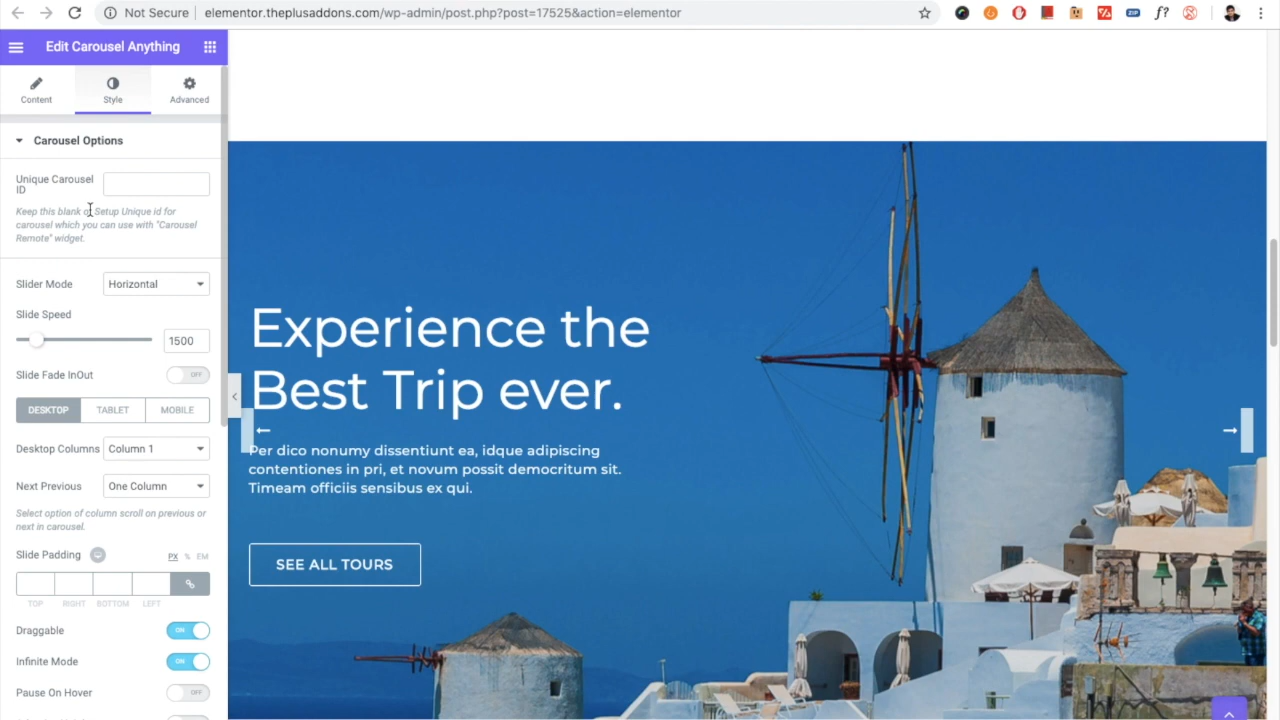 Not Secure elementor.theplusaddons.com/wp-admin/post.php?post=17525&action=elementor
ZIP
f?
Edit Carousel Anything
Content
Style
Advanced
Carousel Options
Unique Carousel
ID
Keep this blank or Setup Unique id for
carousel which you can use with "Carousel
Remote" widget.
Slider Mode
Horizontal
Slide Speed
1500
Slide Fade InOut
OFF
DESKTOP
TABLET
MOBILE
Desktop Columns
Column 1
Next Previous
One Column
Select option of column scroll on previous or
next in carousel.
Slide Padding
PX % EM
TOP RIGHT BOTTOM LEFT
Draggable
ON
Infinite Mode
ON
Pause On Hover
OFF
Experience the
Best Trip ever.
Per dico nonumy dissentiunt ea, idque adipiscing
contentiones in pri, et novum possit democritum sit.
Timeam officiis sensibus ex qui.
SEE ALL TOURS